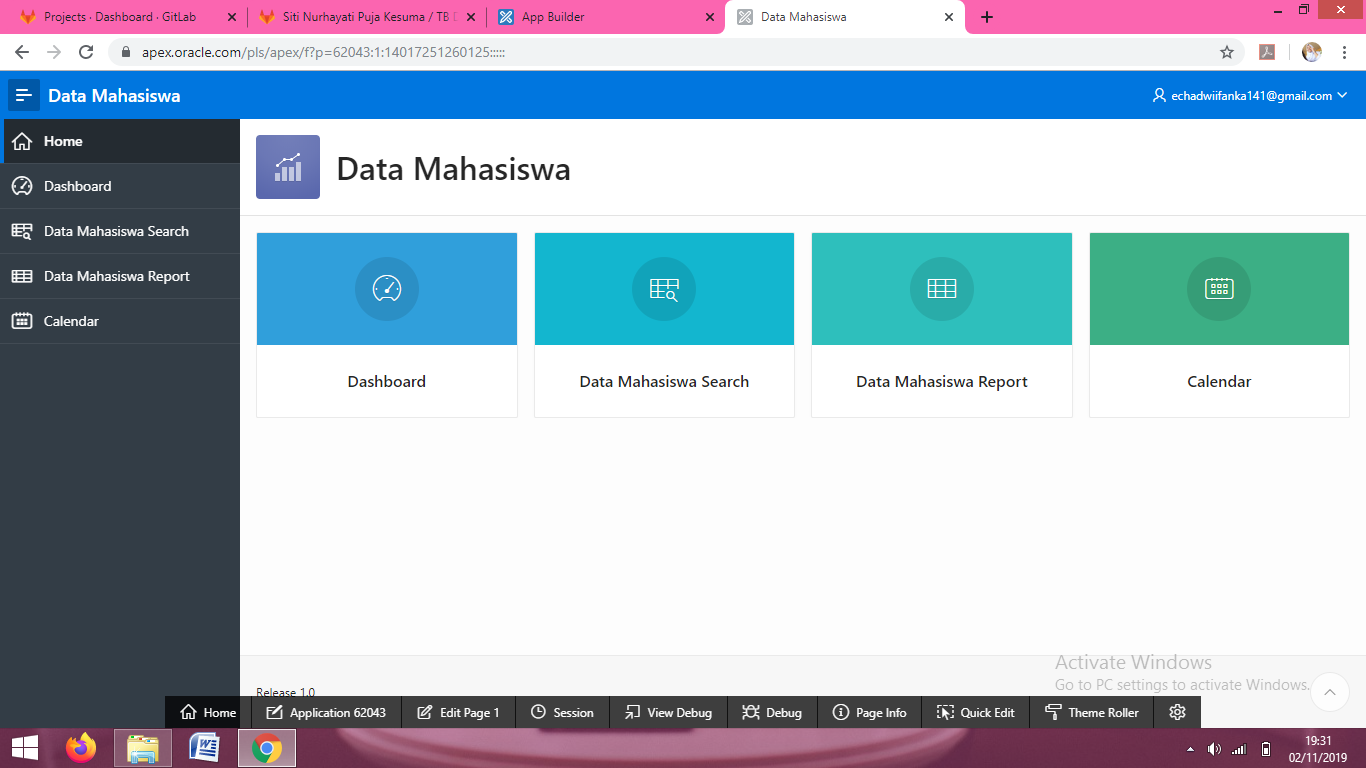 Projects · Dashboard · GitLab
Siti Nurhayati Puja Kesuma / TB D
App Builder
Data Mahasiswa
apex.oracle.com/pls/apex/f?p=62043:1:14017251260125:::::
Data Mahasiswa
echadwiifanka141@gmail.com
Home
Dashboard
Data Mahasiswa Search
Data Mahasiswa Report
Calendar
Data Mahasiswa
Dashboard
Data Mahasiswa Search
Data Mahasiswa Report
Calendar
Activate Windows
Go to PC settings to activate Windows.
Release 1.0
Home
Application 62043
Edit Page 1
Session
View Debug
Debug
Page Info
Quick Edit
Theme Roller
19:31
02/11/2019